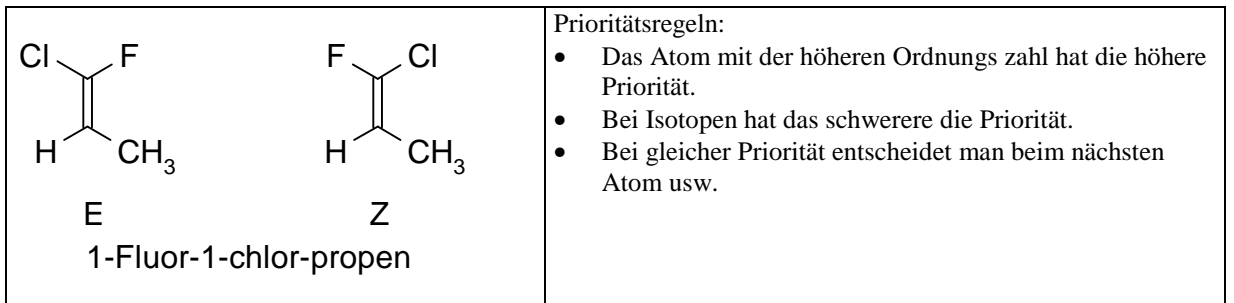 Cl F
H CH3
F Cl
H CH3
E Z
1-Fluor-1-chlor-propen
Prioritätsregeln:
• Das Atom mit der höheren Ordnungs zahl hat die höhere
Priorität.
• Bei Isotopen hat das schwerere die Priorität.
• Bei gleicher Priorität entscheidet man beim nächsten
Atom usw.